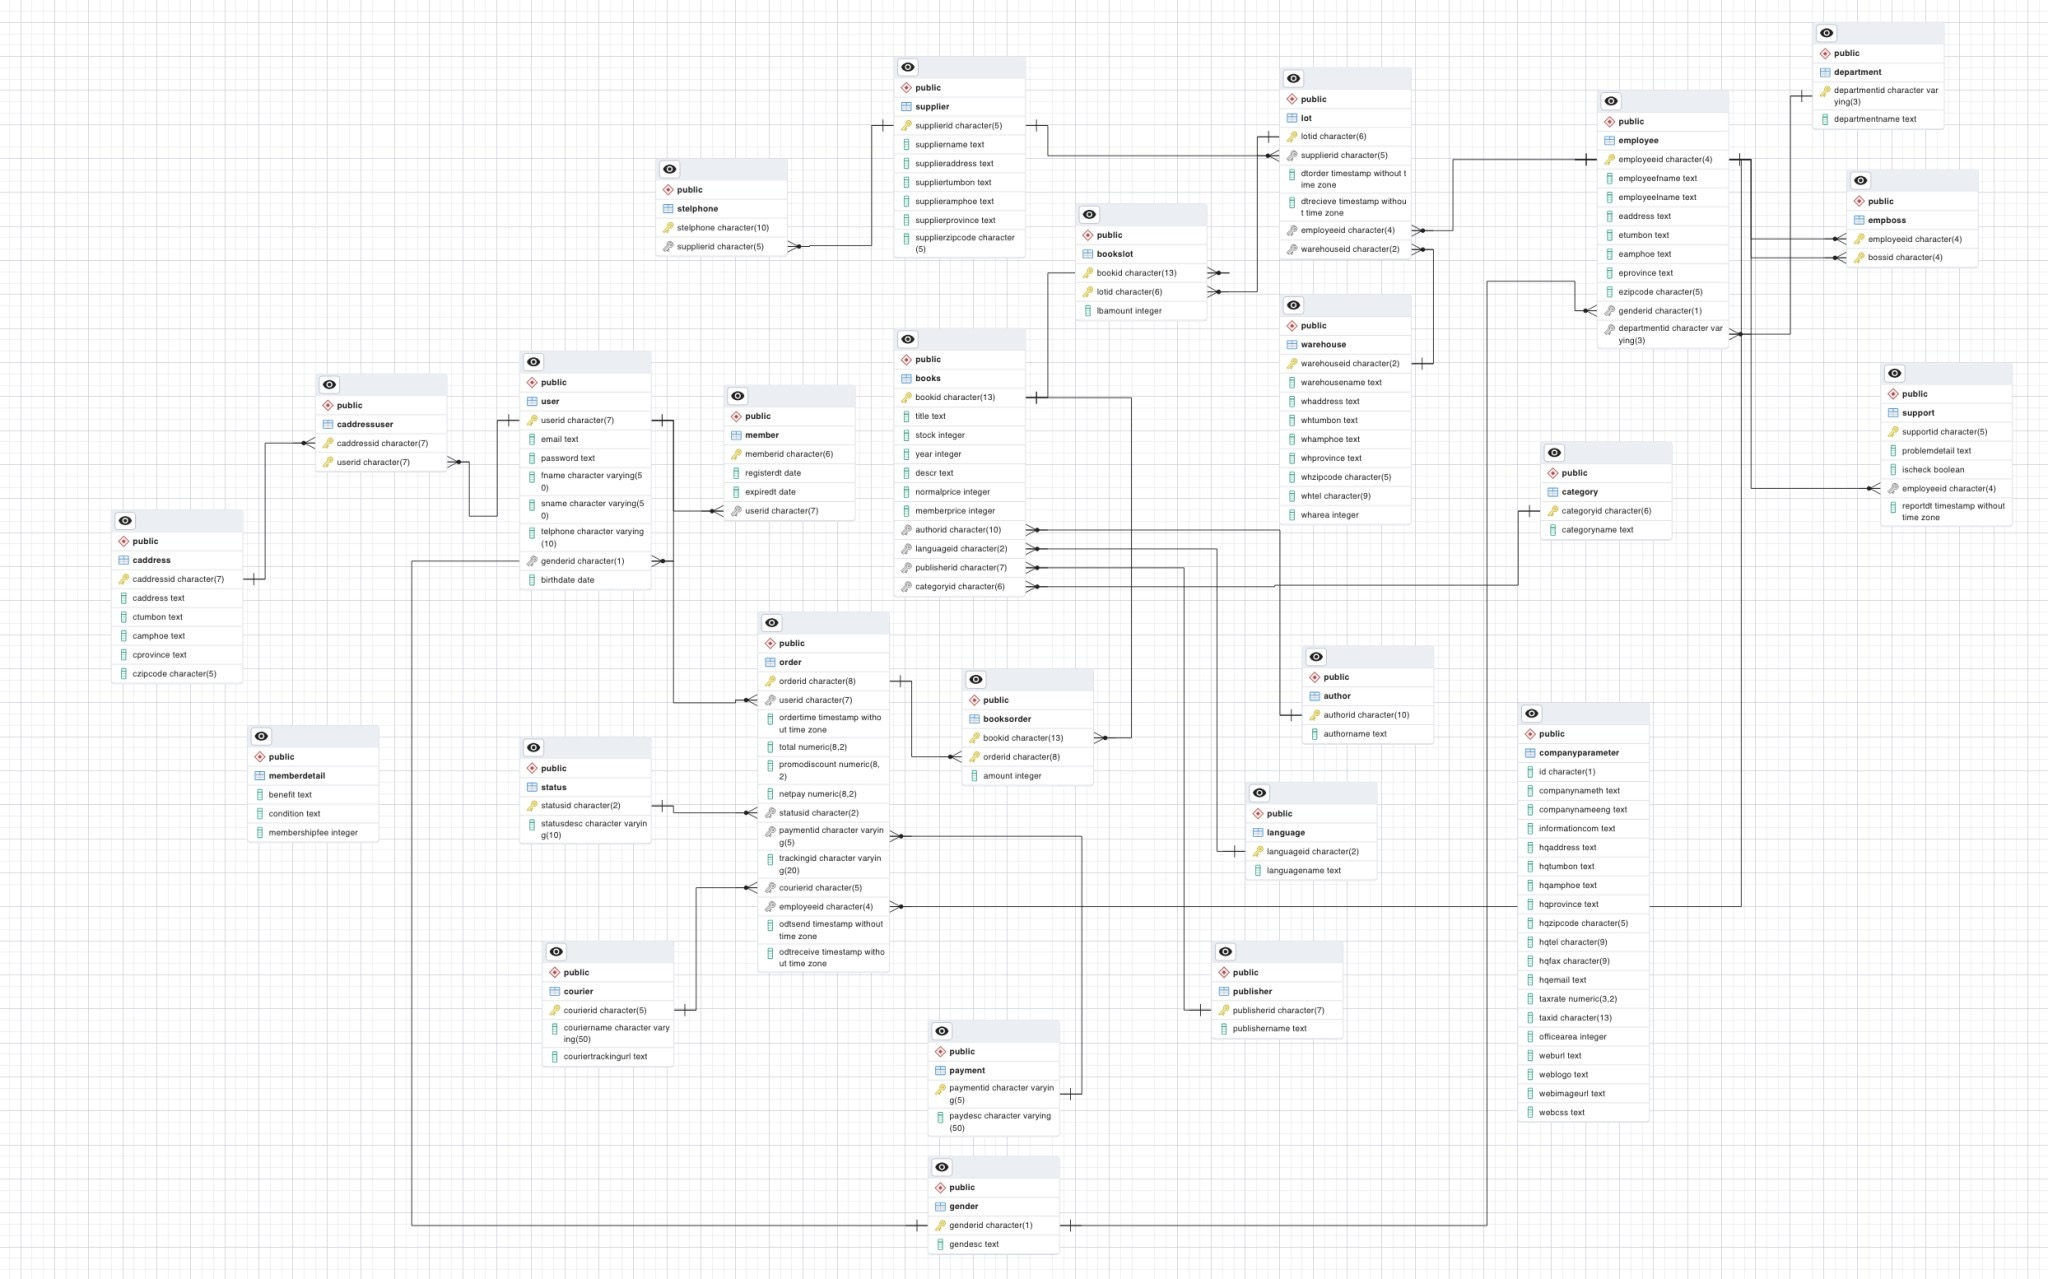 public
department
departmentid character var
ying(3)
departmentname text
public
supplier
supplierid character(5)
suppliername text
supplieraddress text
suppliertumbon text
supplieramphoe text
supplierprovince text
supplierzipcode character
(5)
public
lot
lotid character(6)
supplierid character(5)
dtorder timestamp without t
ime zone
dtrecieve timestamp withou
t time zone
employeeid character(4)
warehouseid character(2)
public
employee
employeeid character(4)
employeefname text
employeelname text
eaddress text
etumbon text
eamphoe text
eprovince text
ezipcode character(5)
genderid character(1)
departmentid character var
ying(3)
public
stelphone
stelphone character(10)
supplierid character(5)
public
empboss
employeeid character(4)
bossid character(4)
public
bookslot
bookid character(13)
lotid character(6)
lbamount integer
public
warehouse
warehouseid character(2)
warehousename text
whaddress text
whtumbon text
whamphoe text
whprovince text
whzipcode character(5)
whtel character(9)
wharea integer
public
books
bookid character(13)
title text
stock integer
year integer
descr text
normalprice integer
memberprice integer
authorid character(10)
languageid character(2)
publisherid character(7)
categoryid character(6)
public
user
userid character(7)
email text
password text
fname character varying(5
0)
sname character varying(5
0)
telphone character varying
(10)
genderid character(1)
birthdate date
public
support
supportid character(5)
problemdetail text
ischeck boolean
employeeid character(4)
reportdt timestamp without
time zone
public
caddressuser
caddressid character(7)
userid character(7)
public
member
memberid character(6)
registerdt date
expiredt date
userid character(7)
public
category
categoryid character(6)
categoryname text
public
caddress
caddressid character(7)
caddress text
ctumbon text
camphoe text
cprovince text
czipcode character(5)
public
order
orderid character(8)
userid character(7)
ordertime timestamp witho
ut time zone
total numeric(8,2)
promodiscount numeric(8,
2)
netpay numeric(8,2)
statusid character(2)
paymentid character varyin
g(5)
trackingid character varyin
g(20)
courierid character(5)
employeeid character(4)
odtsend timestamp without
time zone
odtreceive timestamp witho
ut time zone
public
author
authorid character(10)
authorname text
public
booksorder
bookid character(13)
orderid character(8)
amount integer
public
companyparameter
id character(1)
companynameth text
companynameeng text
informationcom text
hqaddress text
hqtumbon text
hqamphoe text
hqprovince text
hqzipcode character(5)
hqtel character(9)
hqfax character(9)
hqemail text
taxrate numeric(3,2)
taxid character(13)
officearea integer
weburl text
weblogo text
webimageurl text
webcss text
public
memberdetail
benefit text
condition text
membershipfee integer
public
status
statusid character(2)
statusdesc character varyin
g(10)
public
language
languageid character(2)
languagename text
public
courier
courierid character(5)
couriername character vary
ing(50)
couriertrackingurl text
public
publisher
publisherid character(7)
publishername text
public
payment
paymentid character varyin
g(5)
paydesc character varying
(50)
public
gender
genderid character(1)
gendesc text